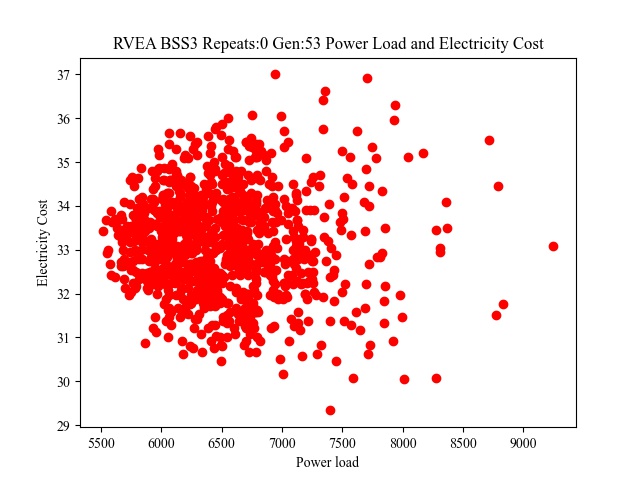 RVEA BSS3 Repeats:0 Gen:53 Power Load and Electricity Cost
37
36
35
34
33
32
31
30
29
Electricity Cost
5500 6000 6500 7000 7500 8000 8500 9000
Power load